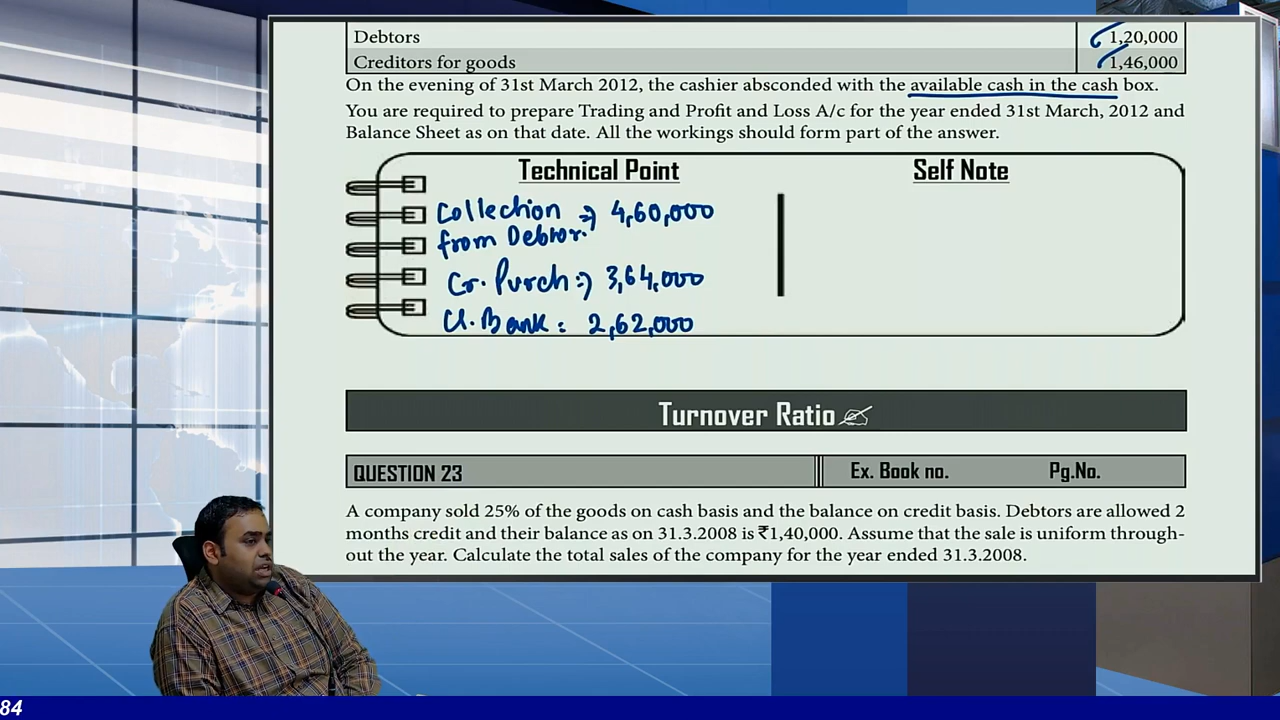 Debtors 1,20,000
Creditors for goods 1,46,000
On the evening of 31st March 2012, the cashier absconded with the available cash in the cash box.
You are required to prepare Trading and Profit and Loss A/c for the year ended 31st March, 2012 and
Balance Sheet as on that date. All the workings should form part of the answer.
Technical Point Self Note
Collection => 4,60,000
from Debtor.
Cr. Purch => 3,64,000
Cl. Bank : 2,62,000
Turnover Ratio
QUESTION 23 Ex. Book no. Pg.No.
A company sold 25% of the goods on cash basis and the balance on credit basis. Debtors are allowed 2
months credit and their balance as on 31.3.2008 is ₹1,40,000. Assume that the sale is uniform through-
out the year. Calculate the total sales of the company for the year ended 31.3.2008.
84